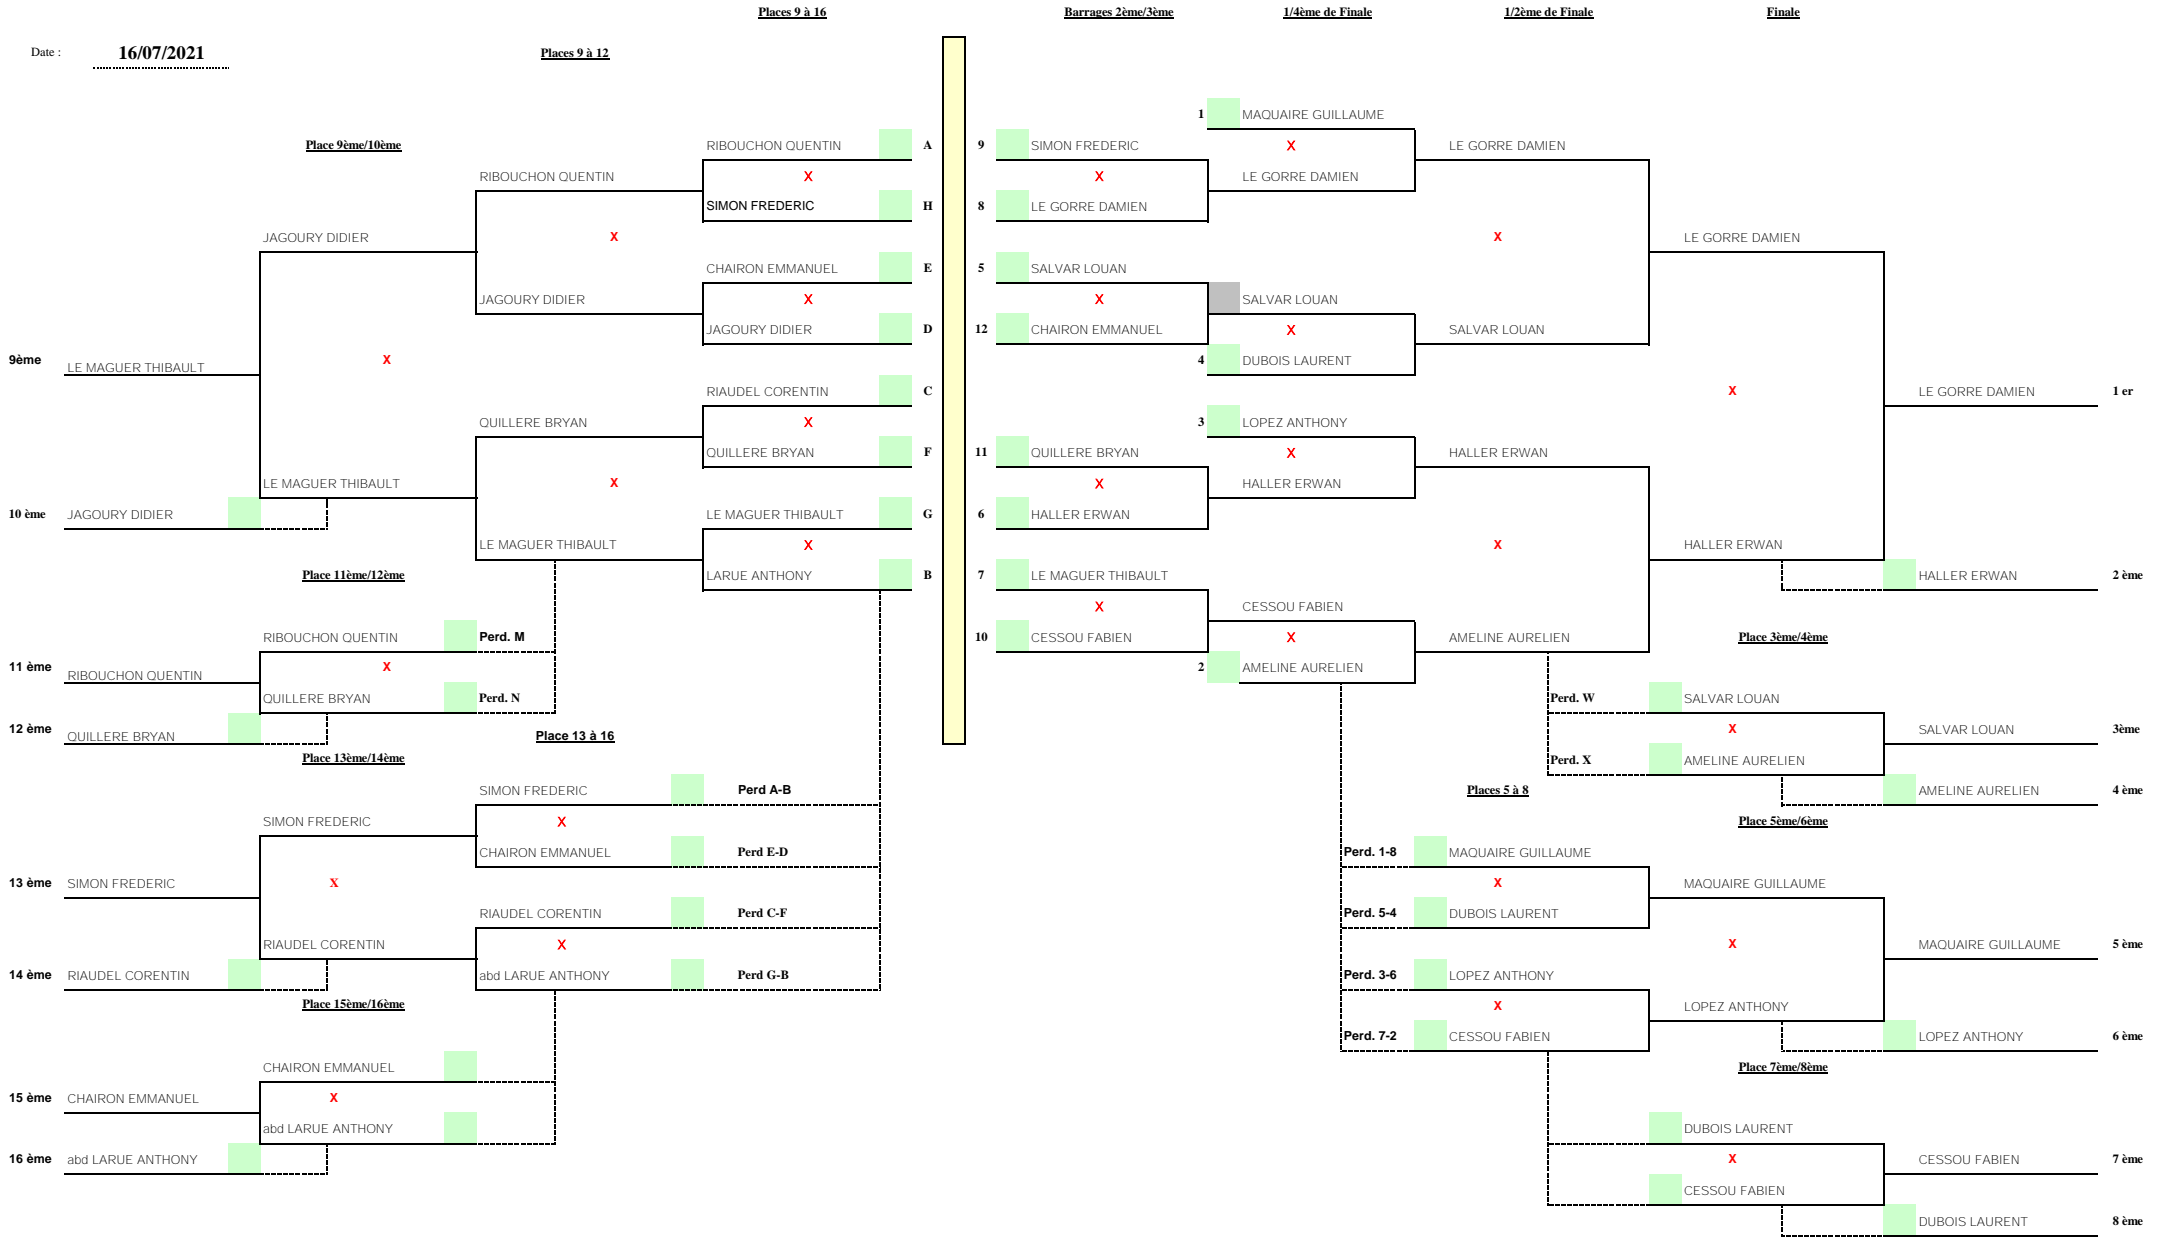 Places 9 à 16
Barrages 2ème/3ème
1/4ème de Finale
1/2ème de Finale
Finale
Date :
16/07/2021
Places 9 à 12
Place 9ème/10ème
RIBOUCHON QUENTIN
A
X
RIBOUCHON QUENTIN
SIMON FREDERIC
H
JAGOURY DIDIER
X
CHAIRON EMMANUEL
E
X
JAGOURY DIDIER
JAGOURY DIDIER
D
9ème
LE MAGUER THIBAULT
X
RIAUDEL CORENTIN
C
X
QUILLERE BRYAN
QUILLERE BRYAN
F
LE MAGUER THIBAULT
X
10 ème
JAGOURY DIDIER
LE MAGUER THIBAULT
G
X
LE MAGUER THIBAULT
LARUE ANTHONY
B
Place 11ème/12ème
RIBOUCHON QUENTIN
Perd. M
11 ème
RIBOUCHON QUENTIN
X
QUILLERE BRYAN
Perd. N
12 ème
QUILLERE BRYAN
Place 13 à 16
Place 13ème/14ème
SIMON FREDERIC
Perd A-B
SIMON FREDERIC
X
CHAIRON EMMANUEL
Perd E-D
13 ème
SIMON FREDERIC
X
RIAUDEL CORENTIN
Perd C-F
RIAUDEL CORENTIN
X
14 ème
RIAUDEL CORENTIN
abd LARUE ANTHONY
Perd G-B
Place 15ème/16ème
CHAIRON EMMANUEL
15 ème
CHAIRON EMMANUEL
X
abd LARUE ANTHONY
16 ème
abd LARUE ANTHONY
1
MAQUAIRE GUILLAUME
9
SIMON FREDERIC
X
LE GORRE DAMIEN
X
LE GORRE DAMIEN
8
LE GORRE DAMIEN
X
LE GORRE DAMIEN
5
SALVAR LOUAN
X
SALVAR LOUAN
12
CHAIRON EMMANUEL
X
SALVAR LOUAN
4
DUBOIS LAURENT
X
LE GORRE DAMIEN
1 er
3
LOPEZ ANTHONY
11
QUILLERE BRYAN
X
HALLER ERWAN
X
HALLER ERWAN
6
HALLER ERWAN
X
HALLER ERWAN
7
LE MAGUER THIBAULT
HALLER ERWAN
2 ème
X
CESSOU FABIEN
10
CESSOU FABIEN
X
AMELINE AURELIEN
Place 3ème/4ème
2
AMELINE AURELIEN
Perd. W
SALVAR LOUAN
X
SALVAR LOUAN
3ème
Perd. X
AMELINE AURELIEN
Places 5 à 8
AMELINE AURELIEN
4 ème
Place 5ème/6ème
Perd. 1-8
MAQUAIRE GUILLAUME
X
MAQUAIRE GUILLAUME
Perd. 5-4
DUBOIS LAURENT
X
MAQUAIRE GUILLAUME
5 ème
Perd. 3-6
LOPEZ ANTHONY
X
LOPEZ ANTHONY
Perd. 7-2
CESSOU FABIEN
LOPEZ ANTHONY
6 ème
Place 7ème/8ème
DUBOIS LAURENT
X
CESSOU FABIEN
7 ème
CESSOU FABIEN
DUBOIS LAURENT
8 ème